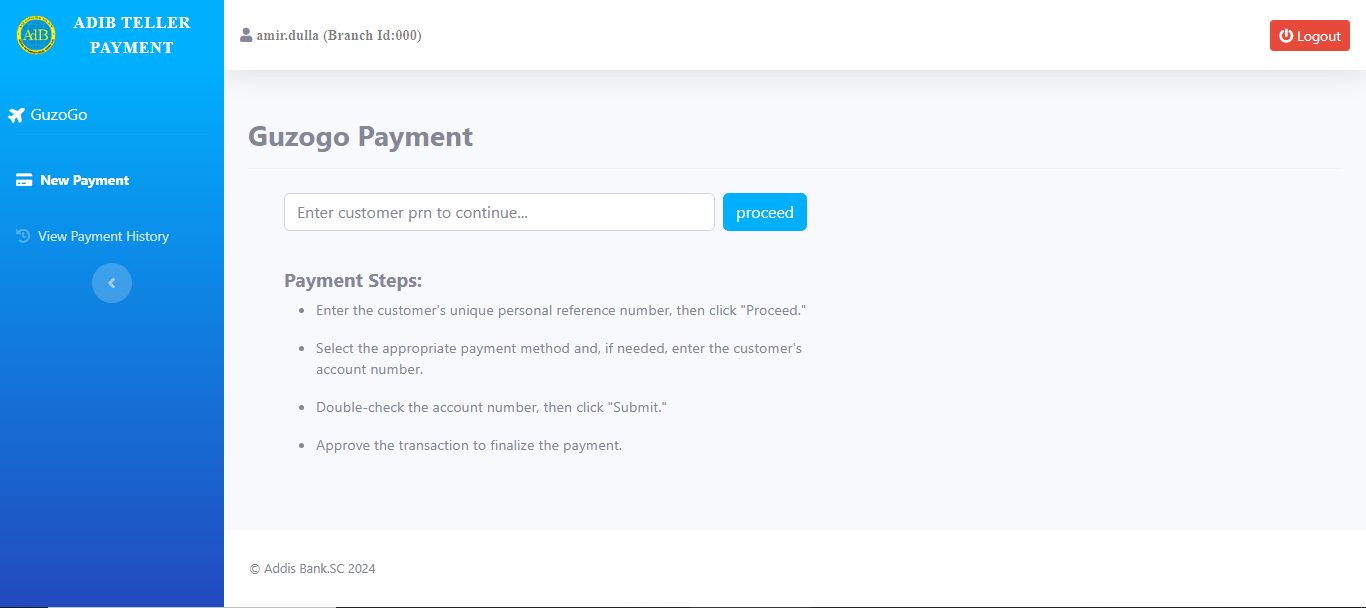 AdIB
ADIB TELLER
PAYMENT
amir.dulla (Branch Id:000)
Logout
GuzoGo
New Payment
View Payment History
Guzogo Payment
Enter customer prn to continue...
proceed
Payment Steps:
Enter the customer's unique personal reference number, then click "Proceed."
Select the appropriate payment method and, if needed, enter the customer's
account number.
Double-check the account number, then click "Submit."
Approve the transaction to finalize the payment.
© Addis Bank.SC 2024